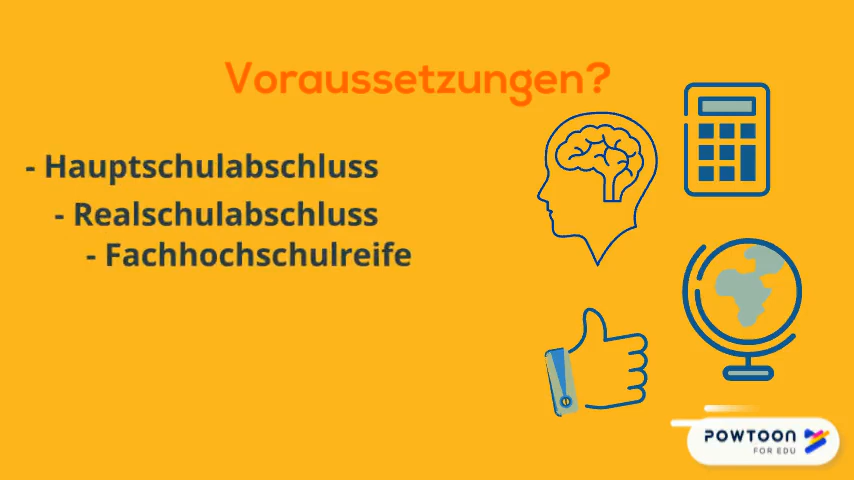 Voraussetzungen?
- Hauptschulabschluss
- Realschulabschluss
- Fachhochschulreife
POWTOON
FOR EDU